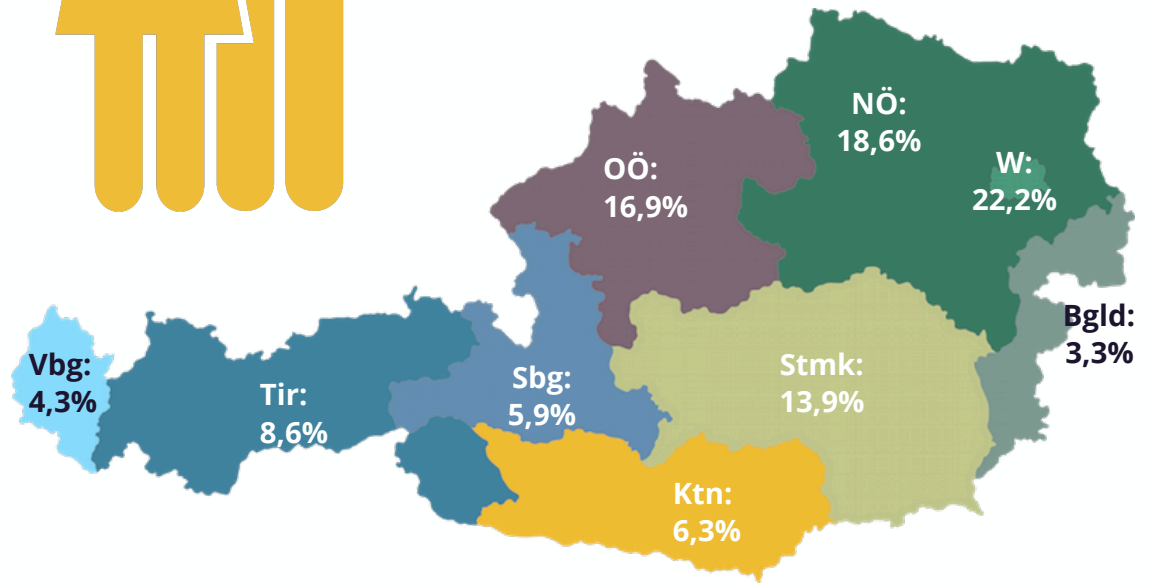 NÖ:
18,6%
W:
22,2%
OÖ:
16,9%
Bgld:
3,3%
Vbg:
4,3%
Tir:
8,6%
Sbg:
5,9%
Stmk:
13,9%
Ktn:
6,3%